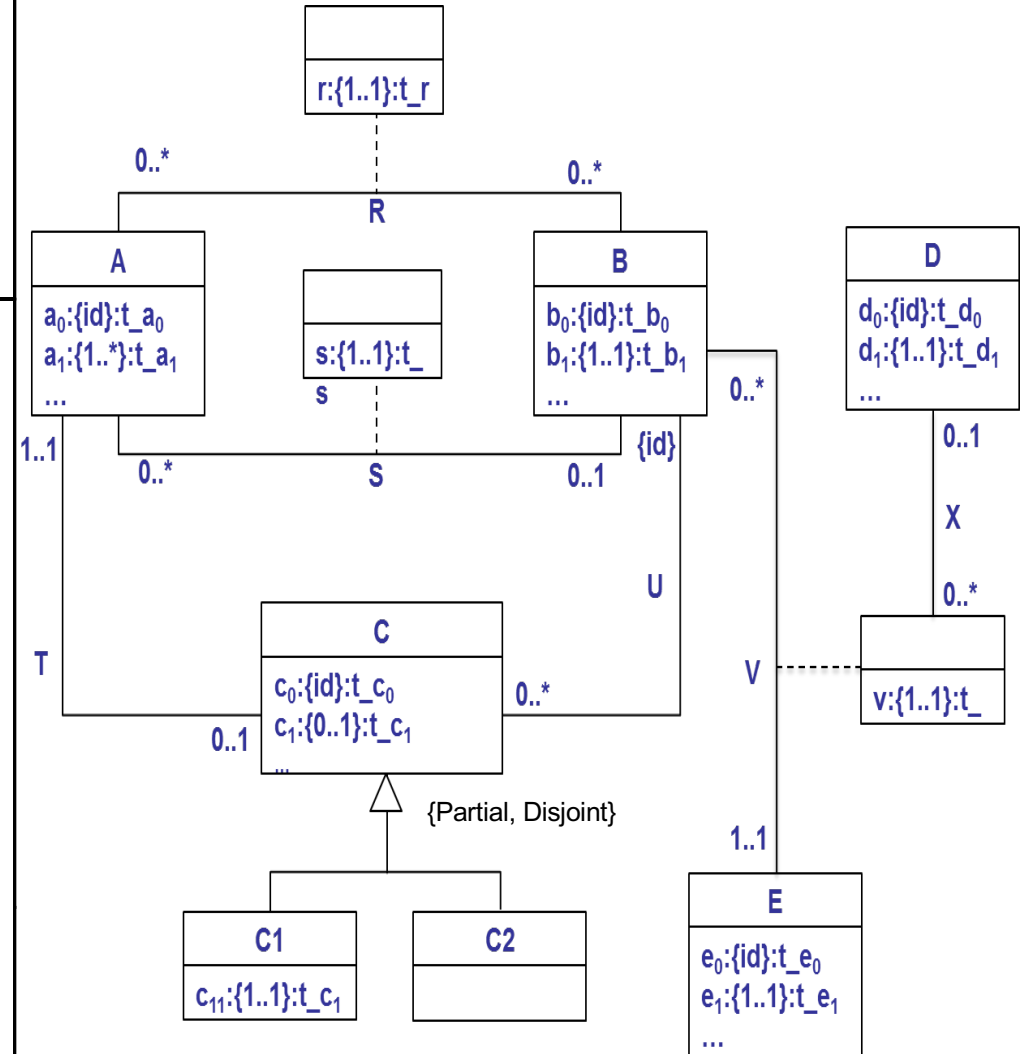 r:{1..1}:t_r
0..*
0..*
R
A
a₀:{id}:t_a₀
a₁:{1..*}:t_a₁
...
s:{1..1}:t_
s
B
b₀:{id}:t_b₀
b₁:{1..1}:t_b₁
...
D
d₀:{id}:t_d₀
d₁:{1..1}:t_d₁
...
1..1
0..*
S
0..1
{id}
0..*
0..1
X
0..*
U
T
V
v:{1..1}:t_
C
c₀:{id}:t_c₀
c₁:{0..1}:t_c₁
...
0..1
0..*
{Partial, Disjoint}
1..1
C1
c₁₁:{1..1}:t_c₁
C2
E
e₀:{id}:t_e₀
e₁:{1..1}:t_e₁
...